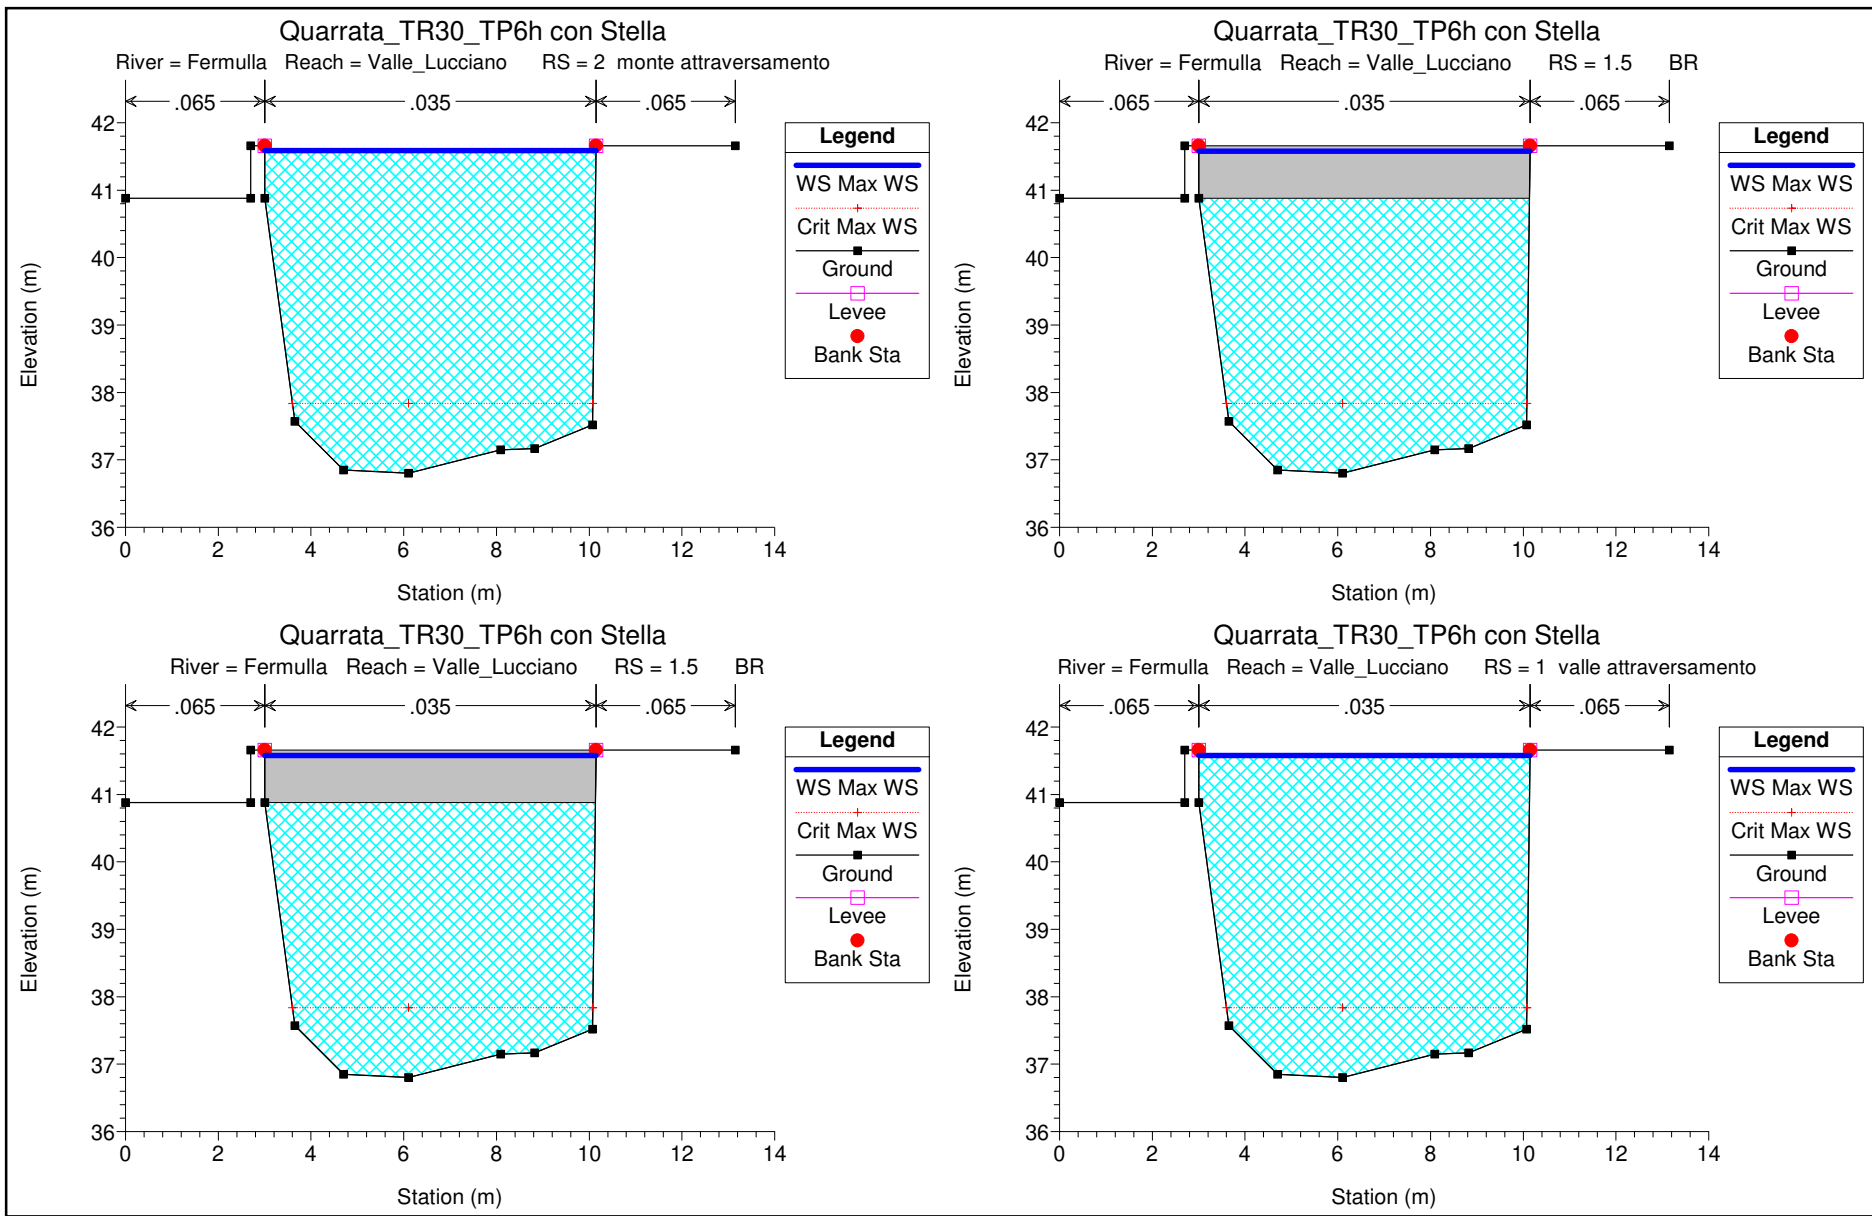 Quarrata_TR30_TP6h con Stella
River = Fermulla Reach = Valle_Lucciano RS = 2 monte attraversamento
.065 .035 .065
42
41
40
39
38
37
36
0 2 4 6 8 10 12 14
Elevation (m)
Station (m)
Legend
WS Max WS
Crit Max WS
Ground
Levee
Bank Sta
Quarrata_TR30_TP6h con Stella
River = Fermulla Reach = Valle_Lucciano RS = 1.5 BR
.065 .035 .065
42
41
40
39
38
37
36
0 2 4 6 8 10 12 14
Elevation (m)
Station (m)
Legend
WS Max WS
Crit Max WS
Ground
Levee
Bank Sta
Quarrata_TR30_TP6h con Stella
River = Fermulla Reach = Valle_Lucciano RS = 1.5 BR
.065 .035 .065
42
41
40
39
38
37
36
0 2 4 6 8 10 12 14
Elevation (m)
Station (m)
Legend
WS Max WS
Crit Max WS
Ground
Levee
Bank Sta
Quarrata_TR30_TP6h con Stella
River = Fermulla Reach = Valle_Lucciano RS = 1 valle attraversamento
.065 .035 .065
42
41
40
39
38
37
36
0 2 4 6 8 10 12 14
Elevation (m)
Station (m)
Legend
WS Max WS
Crit Max WS
Ground
Levee
Bank Sta